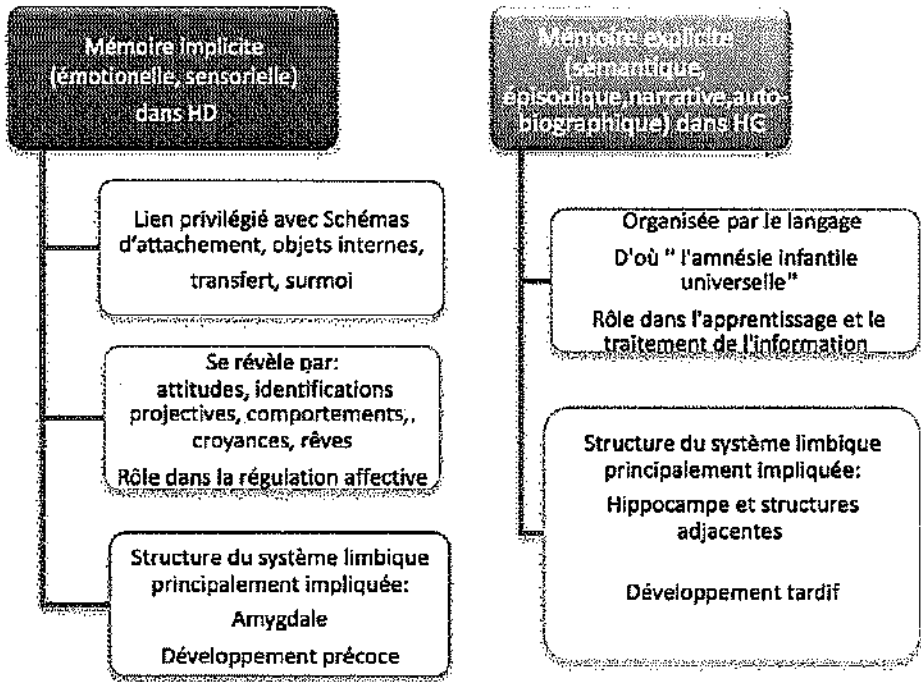 Mémoire implicite
(émotionelle, sensorielle)
dans HD
Lien privilégié avec Schémas
d'attachement, objets internes,
transfert, surmoi
Se révèle par:
attitudes, identifications
projectives, comportements,,
croyances, rêves
Rôle dans la régulation affective
Structure du système limbique
principalement impliquée:
Amygdale
Développement précoce
Mémoire explicite
(sémantique,
épisodique,narrative,auto-
biographique) dans HG
Organisée par le langage
D'où " l'amnésie infantile
universelle"
Rôle dans l'apprentissage et le
traitement de l'information
Structure du système limbique
principalement impliquée:
Hippocampe et structures
adjacentes
Développement tardif